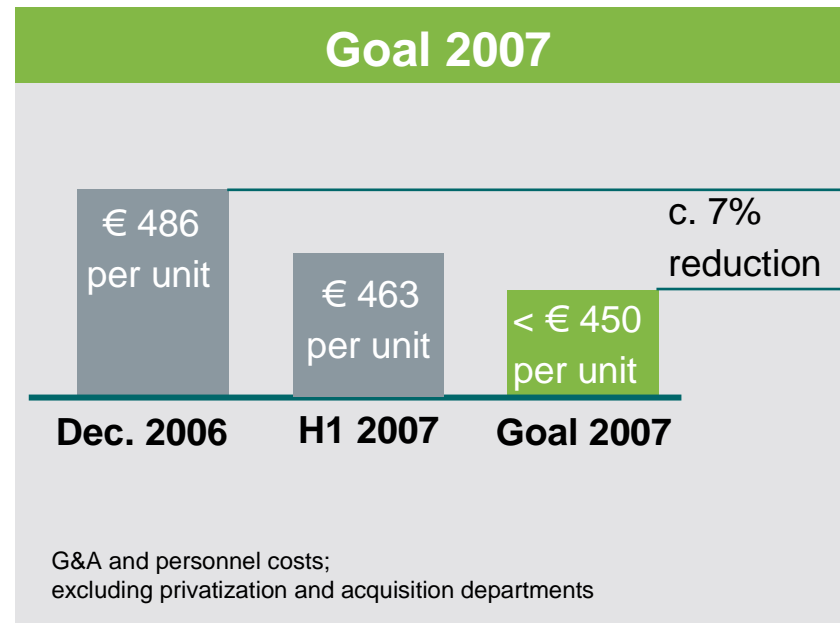 Goal 2007
€ 486
per unit
€ 463
per unit
< € 450
per unit
c. 7%
reduction
Dec. 2006
H1 2007
Goal 2007
G&A and personnel costs;
excluding privatization and acquisition departments